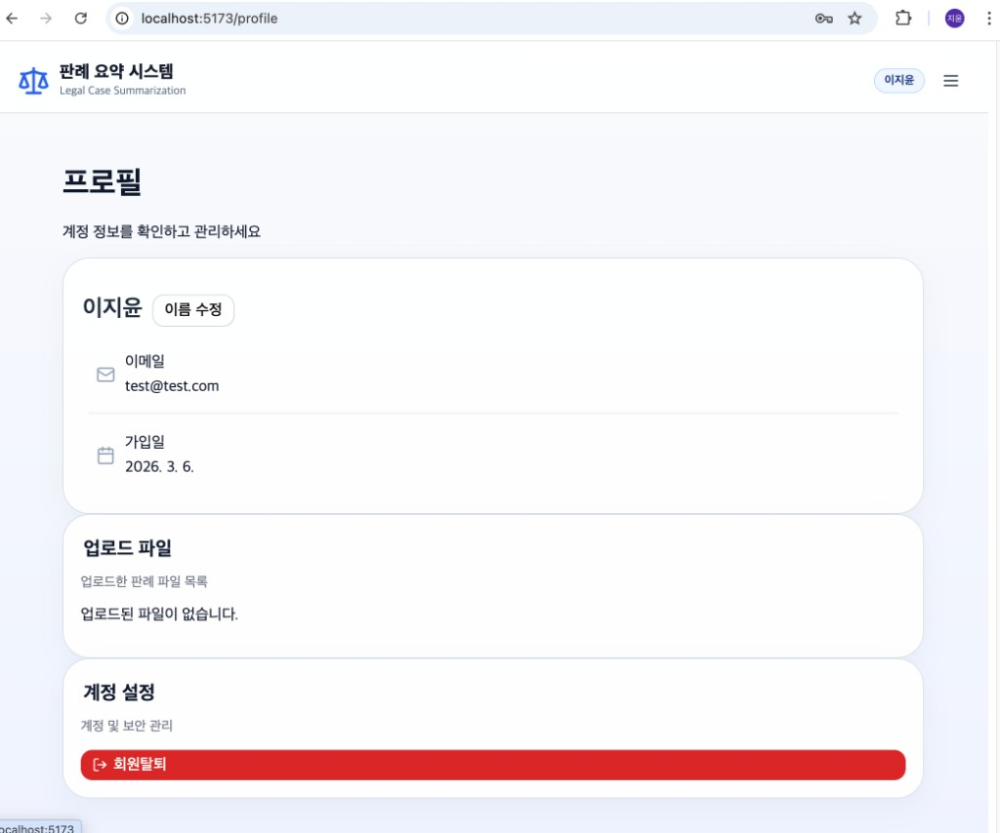 localhost:5173/profile
지윤
판례 요약 시스템
Legal Case Summarization
이지윤
프로필
계정 정보를 확인하고 관리하세요
이지윤
이름 수정
이메일
test@test.com
가입일
2026. 3. 6.
업로드 파일
업로드한 판례 파일 목록
업로드된 파일이 없습니다.
계정 설정
계정 및 보안 관리
회원탈퇴
ocalhost:5173